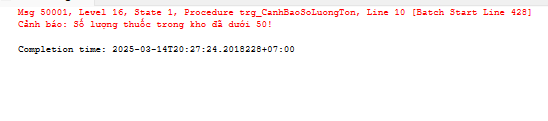 Msg 50001, Level 16, State 1, Procedure trg_CanhBaoSoLuongTon, Line 10 [Batch Start Line 428]
Cảnh báo: Số lượng thuốc trong kho đã dưới 50!
Completion time: 2025-03-14T20:27:24.2018228+07:00